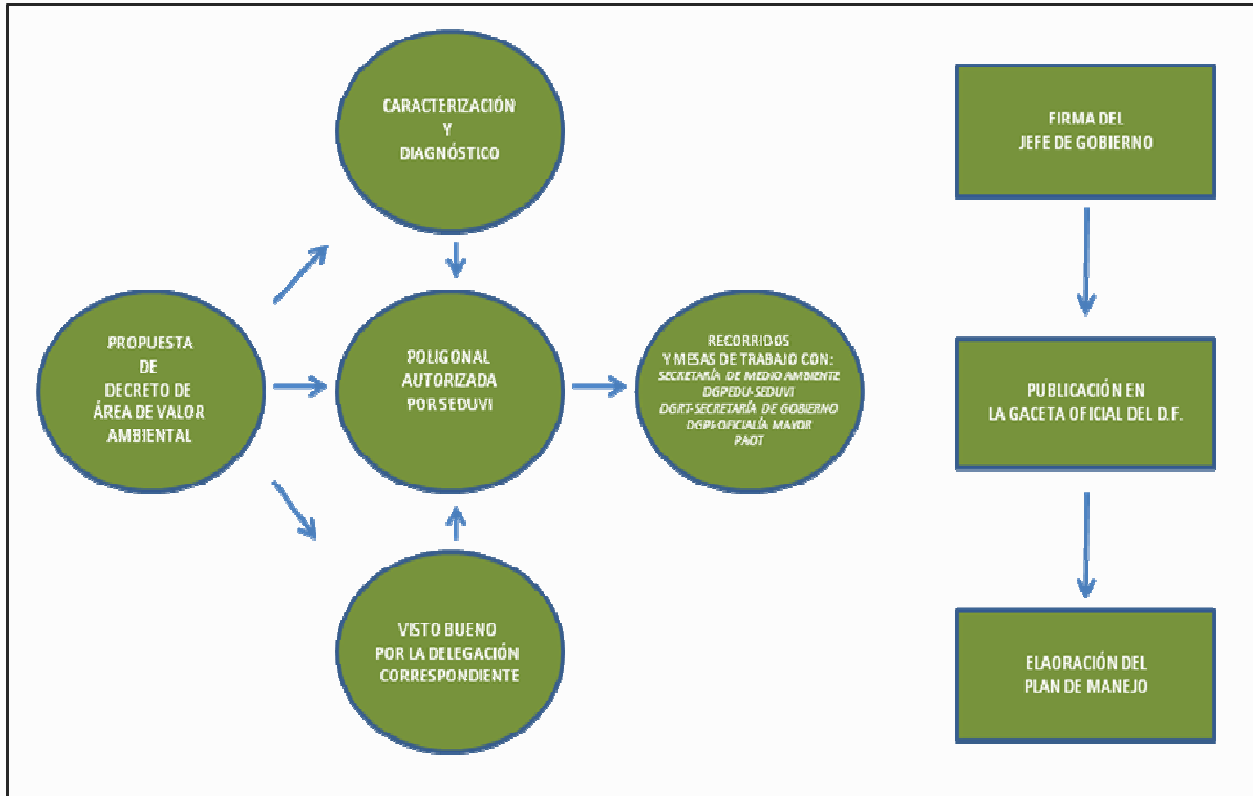 CARACTERIZACIÓN
Y
DIAGNÓSTICO
PROPUESTA
DE
DECRETO DE
ÁREA DE VALOR
AMBIENTAL
POLIGONAL
AUTORIZADA
POR SEDUVI
VISTO BUENO
POR LA DELEGACIÓN
CORRESPONDIENTE
RECORRIDOS
Y MESAS DE TRABAJO CON:
SECRETARÍA DE MEDIO AMBIENTE
DGPEDU-SEDUVI
DGRT-SECRETARÍA DE GOBIERNO
DGPI-OFICIALÍA MAYOR
PAOT
FIRMA DEL
JEFE DE GOBIERNO
PUBLICACIÓN EN
LA GACETA OFICIAL DEL D.F.
ELAORACIÓN DEL
PLAN DE MANEJO